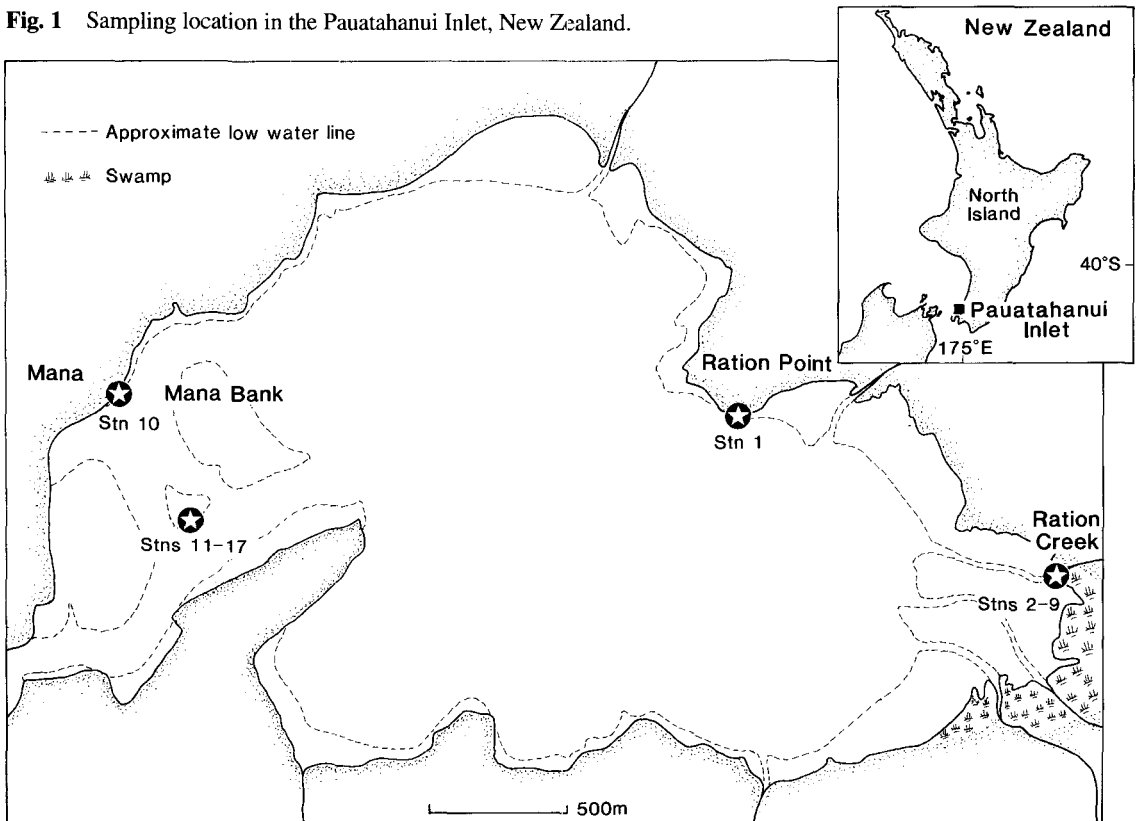 Fig. 1 Sampling location in the Pauatahanui Inlet, New Zealand.
New Zealand
Approximate low water line
Swamp
North
Island
40°S
Pauatahanui
Inlet
175°E
Mana
Mana Bank
Ration Point
Stn 10
Stn 1
Stns 11-17
Ration
Creek
Stns 2-9
500m